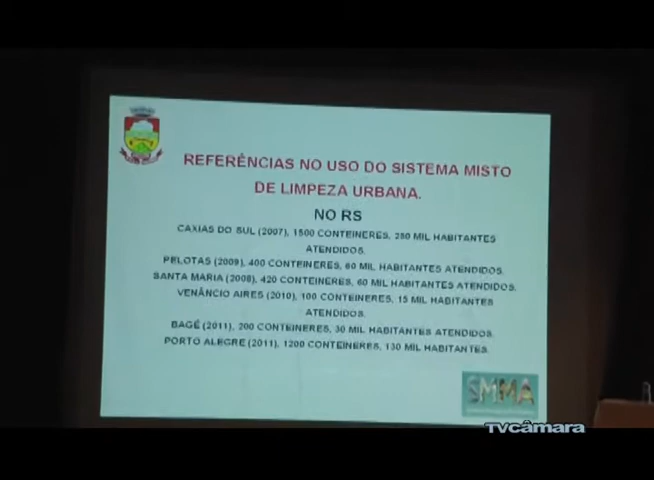 REFERÊNCIAS NO USO DO SISTEMA MISTO
DE LIMPEZA URBANA.
NO RS
CAXIAS DO SUL (2007), 1500 CONTEINERES, 280 MIL HABITANTES
ATENDIDOS.
PELOTAS (2009), 400 CONTEINERES, 60 MIL HABITANTES ATENDIDOS.
SANTA MARIA (2008), 420 CONTEINERES, 60 MIL HABITANTES ATENDIDOS.
VENÂNCIO AIRES (2010), 100 CONTEINERES, 15 MIL HABITANTES
ATENDIDOS.
BAGÉ (2011), 200 CONTEINERES, 30 MIL HABITANTES ATENDIDOS.
PORTO ALEGRE (2011), 1200 CONTEINERES, 130 MIL HABITANTES.
SMMA
TVcâmara